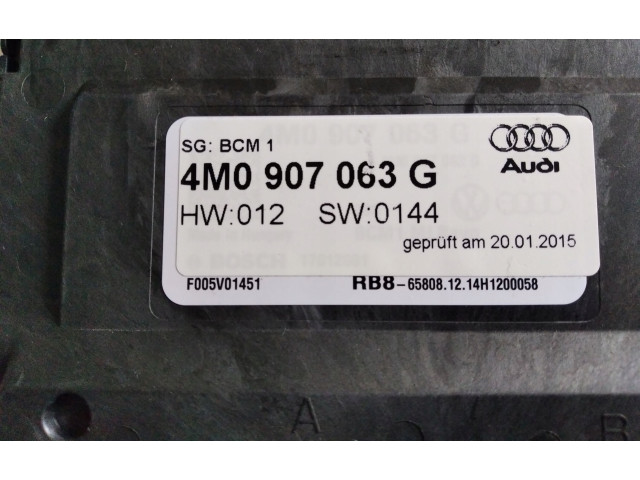 SG: BCM 1
4M0 907 063 G
Audi
HW:012 SW:0144
geprüft am 20.01.2015
F005V01451 RB8-65808.12.14H1200058
A B